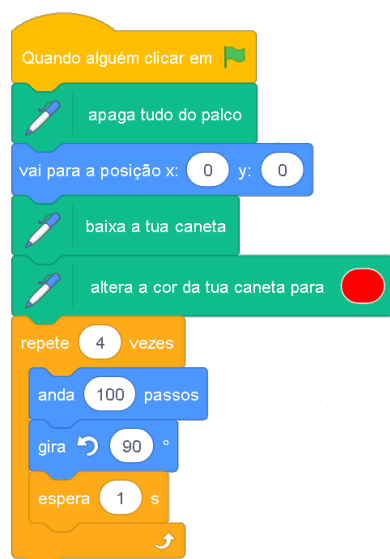 Quando alguém clicar em
apaga tudo do palco
vai para a posição x: 0 y: 0
baixa a tua caneta
altera a cor da tua caneta para
repete 4 vezes
anda 100 passos
gira 90 °
espera 1 s